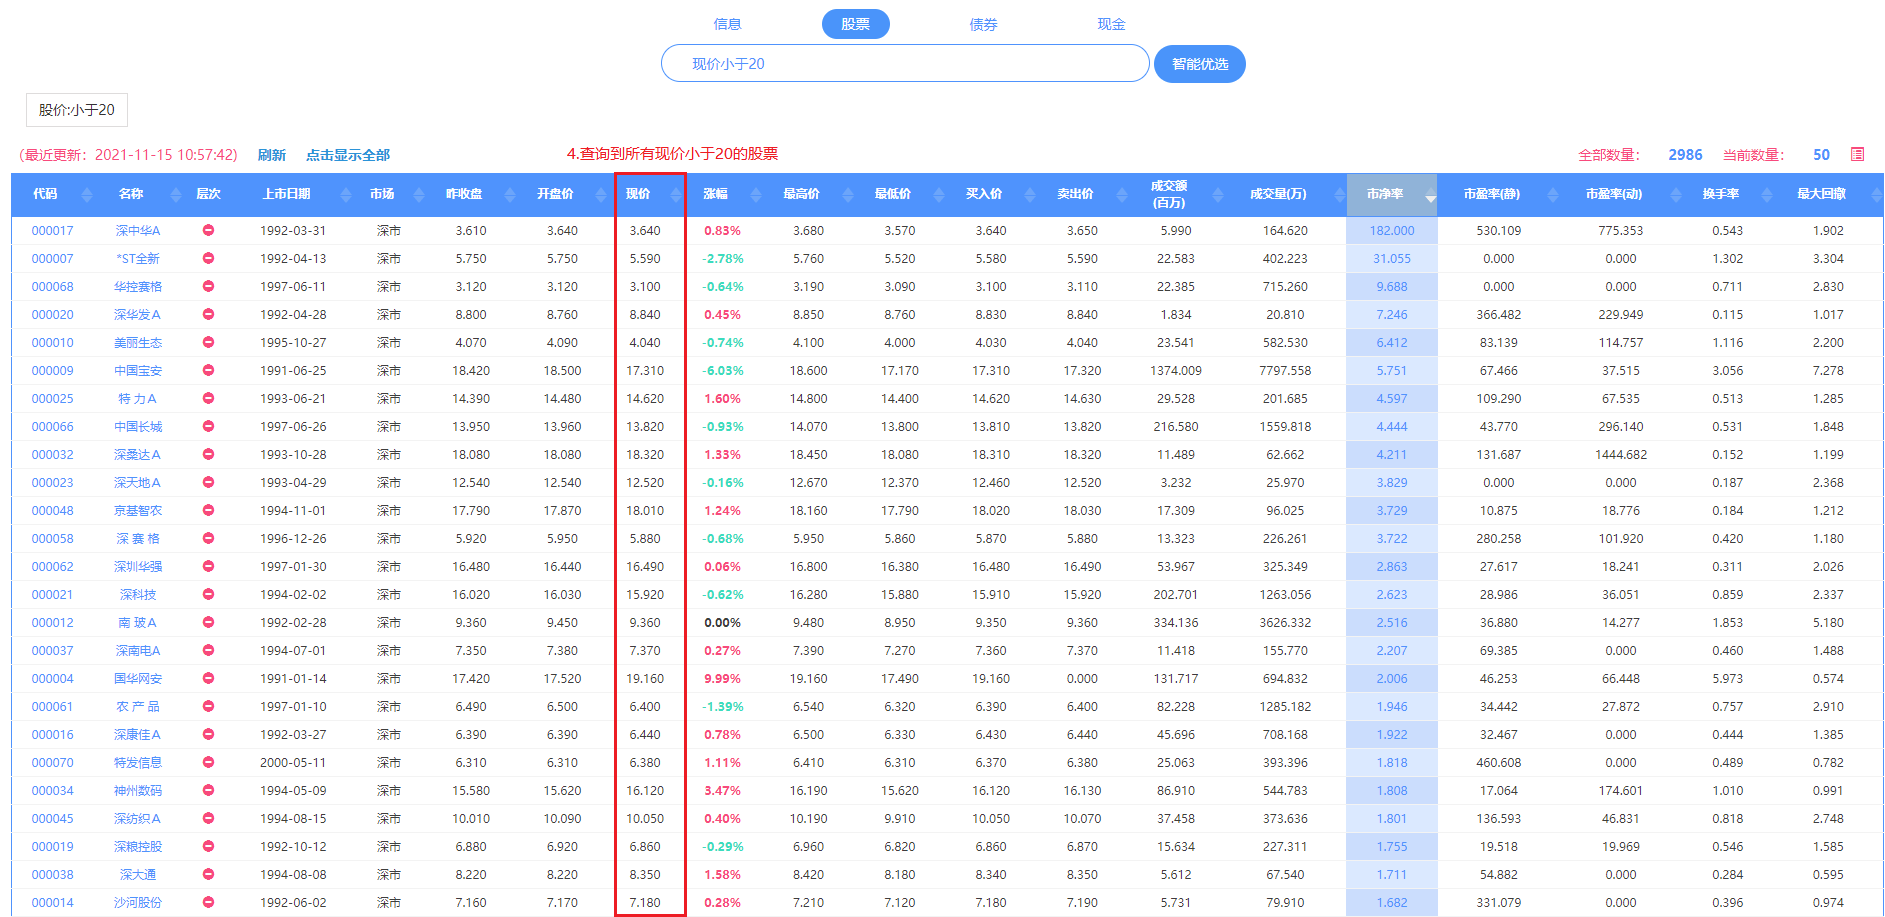 信息 股票 债券 现金
现价小于20 智能优选
股价:小于20
(最近更新：2021-11-15 10:57:42) 刷新 点击显示全部 4.查询到所有现价小于20的股票 全部数量： 2986 当前数量： 50
代码 名称 层次 上市日期 市场 昨收盘 开盘价 现价 涨幅 最高价 最低价 买入价 卖出价 成交额(百万) 成交量(万) 市净率 市盈率(静) 市盈率(动) 换手率 最大回撤
000017 深中华A 1992-03-31 深市 3.610 3.640 3.640 0.83% 3.680 3.570 3.640 3.650 5.990 164.620 182.000 530.109 775.353 0.543 1.902
000007 *ST全新 1992-04-13 深市 5.750 5.750 5.590 -2.78% 5.760 5.520 5.580 5.590 22.583 402.223 31.055 0.000 0.000 1.302 3.304
000068 华控赛格 1997-06-11 深市 3.120 3.120 3.100 -0.64% 3.190 3.090 3.100 3.110 22.385 715.260 9.688 0.000 0.000 0.711 2.830
000020 深华发A 1992-04-28 深市 8.800 8.760 8.840 0.45% 8.850 8.760 8.830 8.840 1.834 20.810 7.246 366.482 229.949 0.115 1.017
000010 美丽生态 1995-10-27 深市 4.070 4.090 4.040 -0.74% 4.100 4.000 4.030 4.040 23.541 582.530 6.412 83.139 114.757 1.116 2.200
000009 中国宝安 1991-06-25 深市 18.420 18.500 17.310 -6.03% 18.600 17.170 17.310 17.320 1374.009 7797.558 5.751 67.466 37.515 3.056 7.278
000025 特 力A 1993-06-21 深市 14.390 14.480 14.620 1.60% 14.800 14.400 14.620 14.630 29.528 201.685 4.597 109.290 67.535 0.513 1.285
000066 中国长城 1997-06-26 深市 13.950 13.960 13.820 -0.93% 14.070 13.800 13.810 13.820 216.580 1559.818 4.444 43.770 296.140 0.531 1.848
000032 深桑达A 1993-10-28 深市 18.080 18.080 18.320 1.33% 18.450 18.080 18.310 18.320 11.489 62.662 4.211 131.687 1444.682 0.152 1.199
000023 深天地A 1993-04-29 深市 12.540 12.540 12.520 -0.16% 12.670 12.370 12.460 12.520 3.232 25.970 3.829 0.000 0.000 0.187 2.368
000048 京基智农 1994-11-01 深市 17.790 17.870 18.010 1.24% 18.160 17.790 18.020 18.030 17.309 96.025 3.729 10.875 18.776 0.184 1.212
000058 深 赛 格 1996-12-26 深市 5.920 5.950 5.880 -0.68% 5.950 5.860 5.870 5.880 13.323 226.261 3.722 280.258 101.920 0.420 1.180
000062 深圳华强 1997-01-30 深市 16.480 16.440 16.490 0.06% 16.800 16.380 16.480 16.490 53.967 325.349 2.863 27.617 18.241 0.311 2.026
000021 深科技 1994-02-02 深市 16.020 16.030 15.920 -0.62% 16.280 15.880 15.910 15.920 202.701 1263.056 2.623 28.986 36.051 0.859 2.337
000012 南 玻A 1992-02-28 深市 9.360 9.450 9.360 0.00% 9.480 8.950 9.350 9.360 334.136 3626.332 2.516 36.880 14.277 1.853 5.180
000037 深南电A 1994-07-01 深市 7.350 7.380 7.370 0.27% 7.390 7.270 7.360 7.370 11.418 155.770 2.207 69.385 0.000 0.460 1.488
000004 国华网安 1991-01-14 深市 17.420 17.520 19.160 9.99% 19.160 17.490 19.160 0.000 131.717 694.832 2.006 46.253 66.448 5.973 0.574
000061 农 产 品 1997-01-10 深市 6.490 6.500 6.400 -1.39% 6.540 6.320 6.390 6.400 82.228 1285.182 1.946 34.442 27.872 0.757 2.910
000016 深康佳A 1992-03-27 深市 6.390 6.390 6.440 0.78% 6.500 6.330 6.430 6.440 45.696 708.168 1.922 32.467 0.000 0.444 1.385
000070 特发信息 2000-05-11 深市 6.310 6.310 6.380 1.11% 6.410 6.310 6.370 6.380 25.063 393.396 1.818 460.608 0.000 0.489 0.782
000034 神州数码 1994-05-09 深市 15.580 15.620 16.120 3.47% 16.190 15.620 16.120 16.130 86.910 544.783 1.808 17.064 174.601 1.010 0.991
000045 深纺织A 1994-08-15 深市 10.010 10.090 10.050 0.40% 10.190 9.910 10.050 10.070 37.458 373.636 1.801 136.593 46.831 0.818 2.748
000019 深粮控股 1992-10-12 深市 6.880 6.920 6.860 -0.29% 6.960 6.820 6.860 6.870 15.634 227.311 1.755 19.518 19.969 0.546 1.585
000038 深大通 1994-08-08 深市 8.220 8.220 8.350 1.58% 8.420 8.180 8.340 8.350 5.612 67.540 1.711 54.882 0.000 0.284 0.595
000014 沙河股份 1992-06-02 深市 7.160 7.170 7.180 0.28% 7.210 7.120 7.180 7.190 5.731 79.910 1.682 331.079 0.000 0.396 0.974